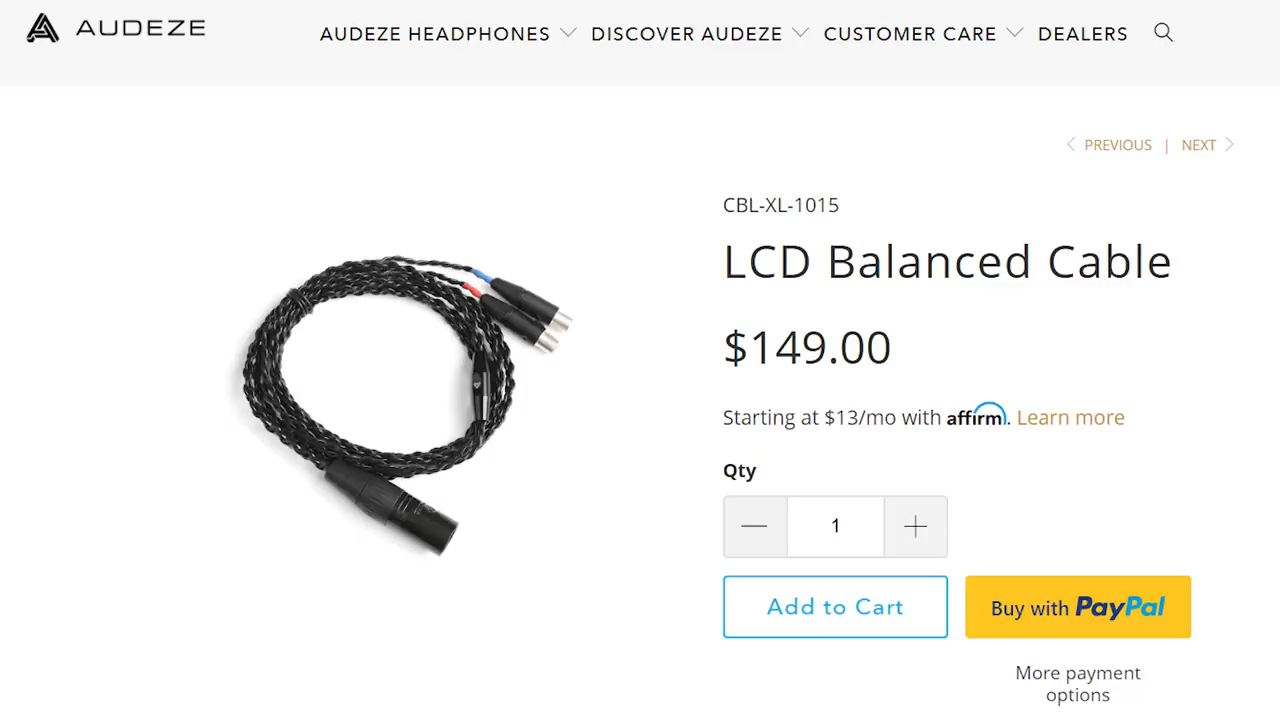 AUDEZE
AUDEZE HEADPHONES DISCOVER AUDEZE CUSTOMER CARE DEALERS
PREVIOUS | NEXT
CBL-XL-1015
LCD Balanced Cable
$149.00
Starting at $13/mo with affirm. Learn more
Qty
1
Add to Cart
Buy with PayPal
More payment
options